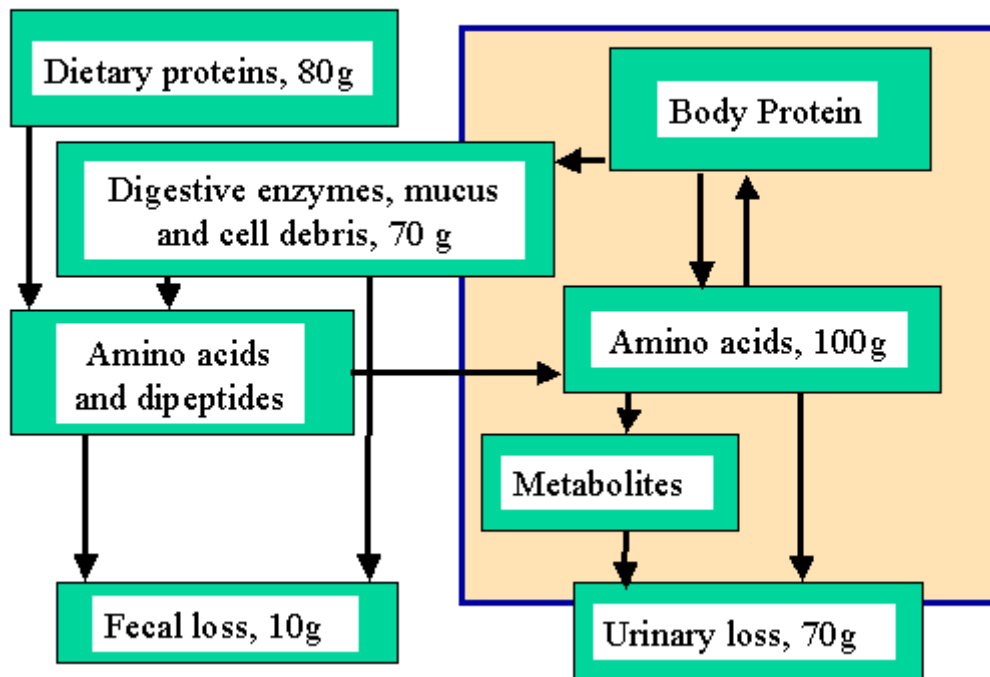 Dietary proteins, 80g
Body Protein
Digestive enzymes, mucus
and cell debris, 70 g
Amino acids
and dipeptides
Amino acids, 100g
Metabolites
Fecal loss, 10g
Urinary loss, 70g